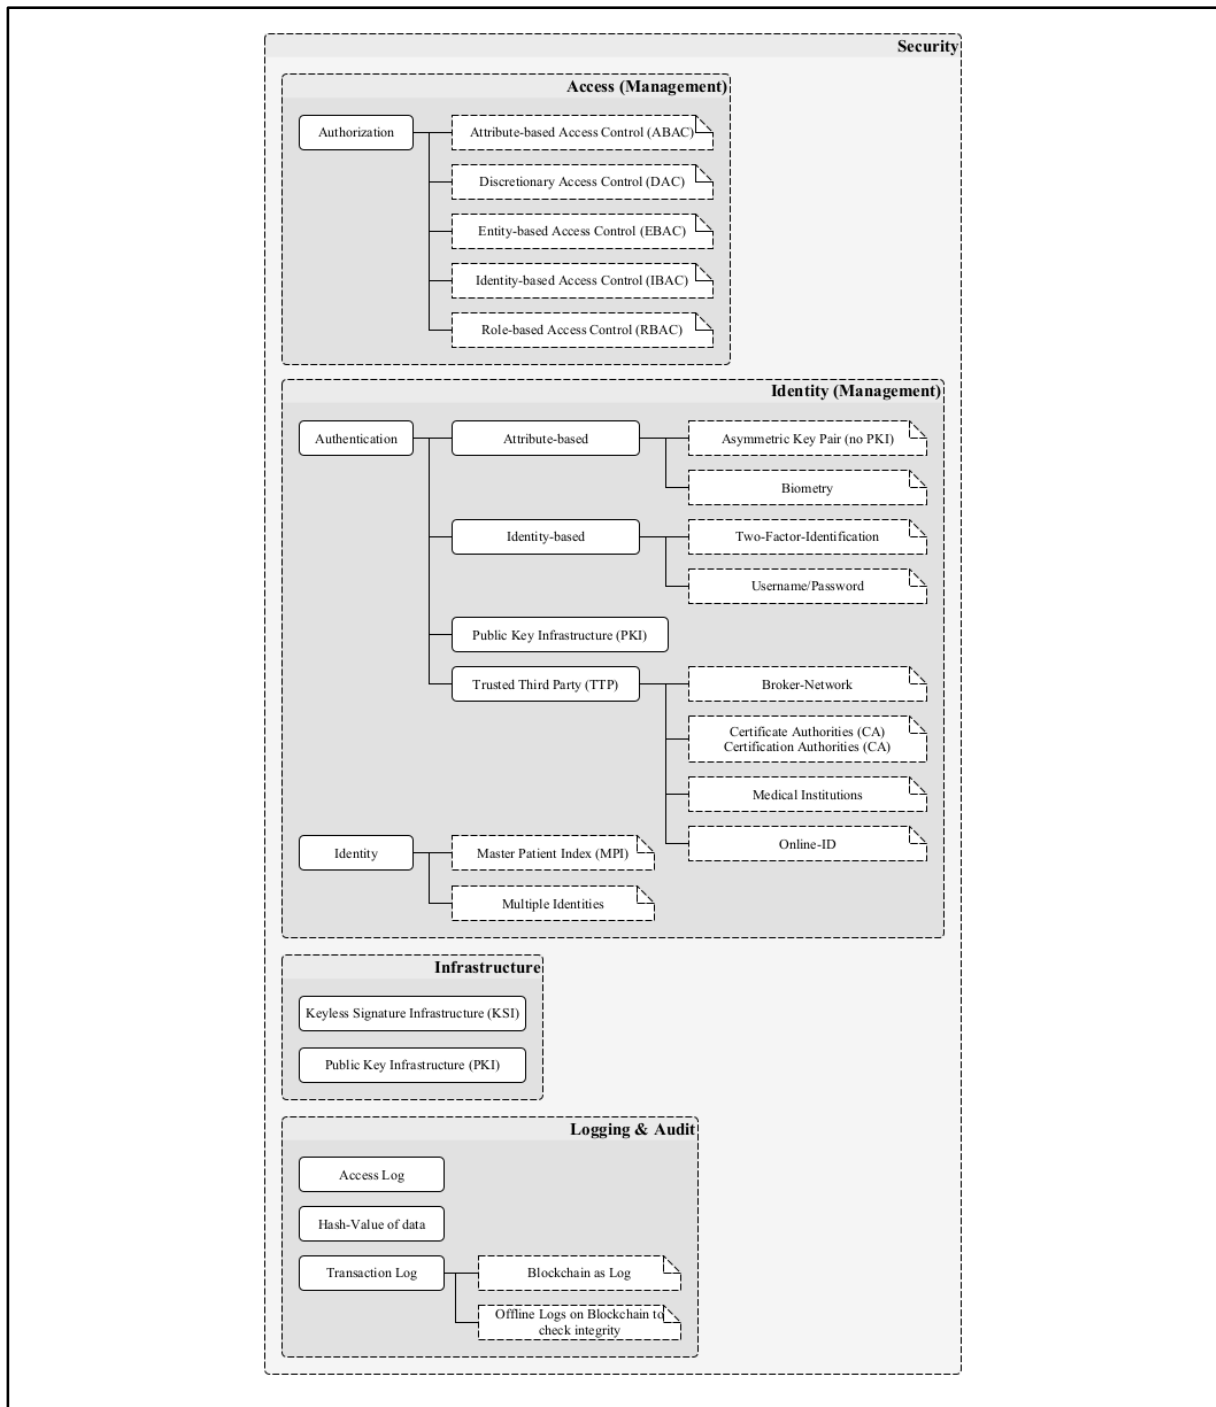 Security
Access (Management)
Authorization
Attribute-based Access Control (ABAC)
Discretionary Access Control (DAC)
Entity-based Access Control (EBAC)
Identity-based Access Control (IBAC)
Role-based Access Control (RBAC)
Identity (Management)
Authentication
Attribute-based
Asymmetric Key Pair (no PKI)
Biometry
Identity-based
Two-Factor-Identification
Username/Password
Public Key Infrastructure (PKI)
Trusted Third Party (TTP)
Broker-Network
Certificate Authorities (CA)
Certification Authorities (CA)
Medical Institutions
Online-ID
Identity
Master Patient Index (MPI)
Multiple Identities
Infrastructure
Keyless Signature Infrastructure (KSI)
Public Key Infrastructure (PKI)
Logging & Audit
Access Log
Hash-Value of data
Transaction Log
Blockchain as Log
Offline Logs on Blockchain to
check integrity